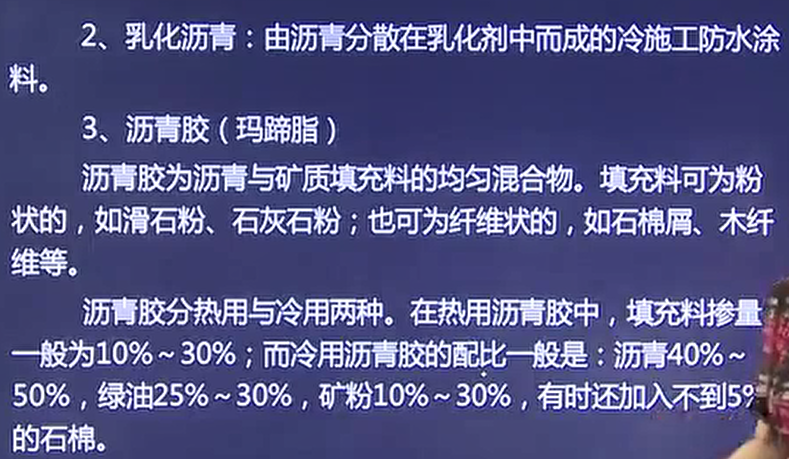 2、乳化沥青：由沥青分散在乳化剂中而成的冷施工防水涂
料。
3、沥青胶（玛蹄脂）
沥青胶为沥青与矿质填充料的均匀混合物。填充料可为粉
状的，如滑石粉、石灰石粉；也可为纤维状的，如石棉屑、木纤
维等。
沥青胶分热用与冷用两种。在热用沥青胶中，填充料掺量
一般为10%～30%；而冷用沥青胶的配比一般是：沥青40%～
50%，绿油25%～30%，矿粉10%～30%，有时还加入不到5%
的石棉。